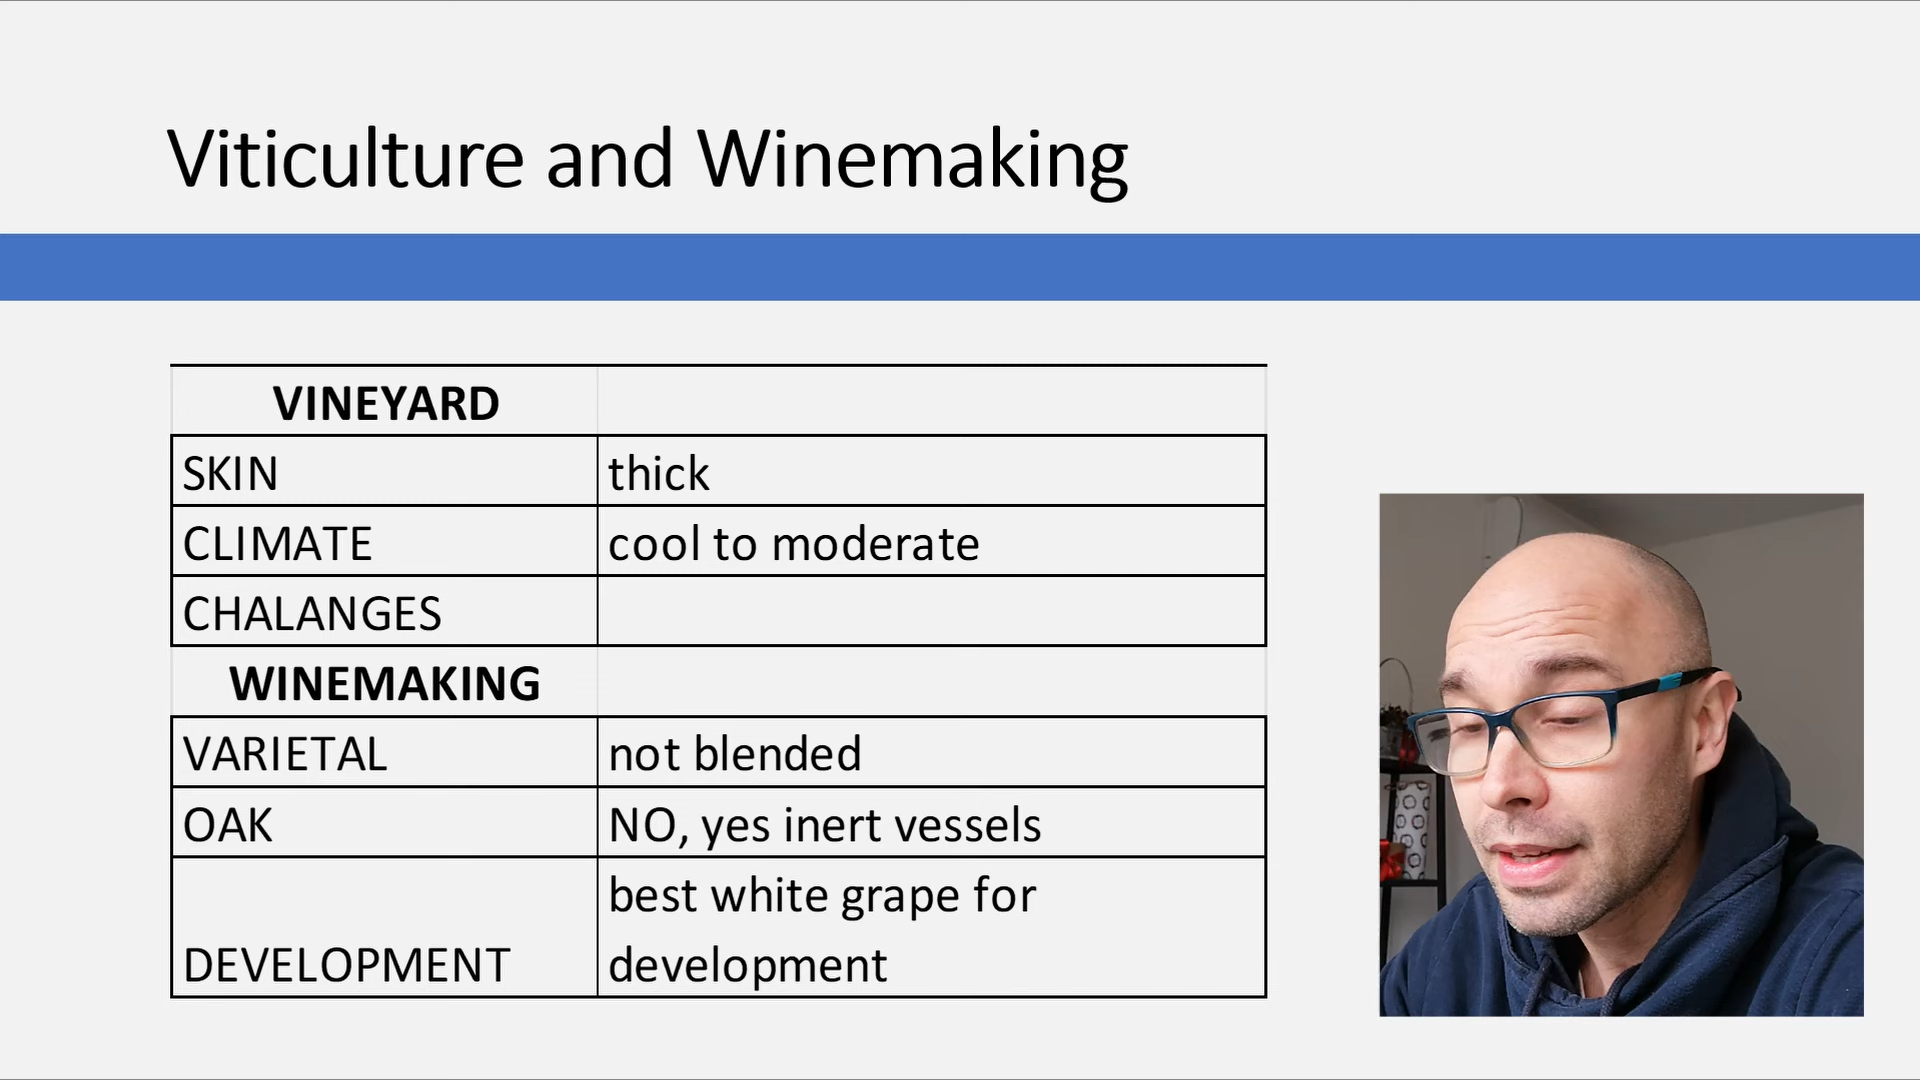 Viticulture and Winemaking
VINEYARD
SKIN thick
CLIMATE cool to moderate
CHALANGES
WINEMAKING
VARIETAL not blended
OAK NO, yes inert vessels
best white grape for
DEVELOPMENT development